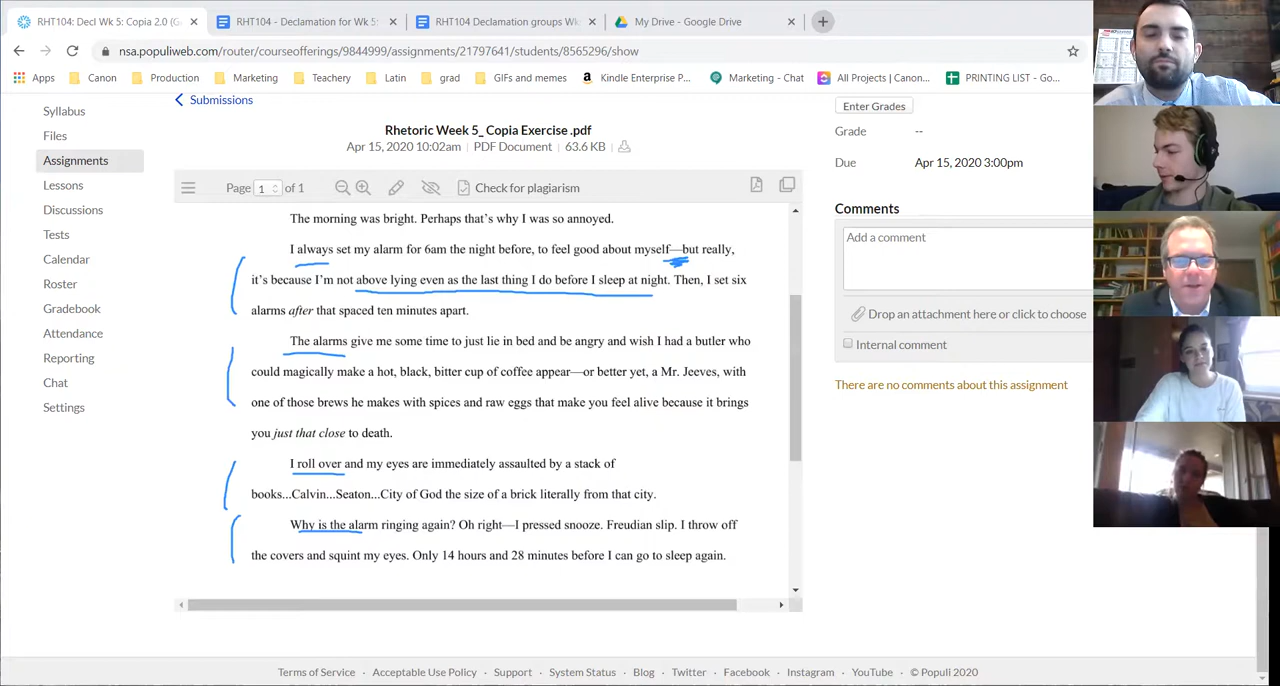 RHT104: Decl Wk 5: Copia 2.0 (G
RHT104 - Declamation for Wk 5:
RHT104 Declamation groups Wk
My Drive - Google Drive
nsa.populiweb.com/router/courseofferings/9844999/assignments/21797641/students/8565296/show
Apps Canon Production Marketing Teachery Latin grad GIFs and memes Kindle Enterprise P... Marketing - Chat All Projects | Canon... PRINTING LIST - Go...
Syllabus
Files
Assignments
Lessons
Discussions
Tests
Calendar
Roster
Gradebook
Attendance
Reporting
Chat
Settings
Submissions
Rhetoric Week 5_ Copia Exercise .pdf
Apr 15, 2020 10:02am | PDF Document | 63.6 KB
Page 1 of 1 Check for plagiarism
The morning was bright. Perhaps that's why I was so annoyed.
I always set my alarm for 6am the night before, to feel good about myself—but really,
it's because I'm not above lying even as the last thing I do before I sleep at night. Then, I set six
alarms after that spaced ten minutes apart.
The alarms give me some time to just lie in bed and be angry and wish I had a butler who
could magically make a hot, black, bitter cup of coffee appear—or better yet, a Mr. Jeeves, with
one of those brews he makes with spices and raw eggs that make you feel alive because it brings
you just that close to death.
I roll over and my eyes are immediately assaulted by a stack of
books...Calvin...Seaton...City of God the size of a brick literally from that city.
Why is the alarm ringing again? Oh right—I pressed snooze. Freudian slip. I throw off
the covers and squint my eyes. Only 14 hours and 28 minutes before I can go to sleep again.
Enter Grades
Grade --
Due Apr 15, 2020 3:00pm
Comments
Add a comment
Drop an attachment here or click to choose
Internal comment
There are no comments about this assignment
Terms of Service · Acceptable Use Policy · Support · System Status · Blog · Twitter · Facebook · Instagram · YouTube · © Populi 2020